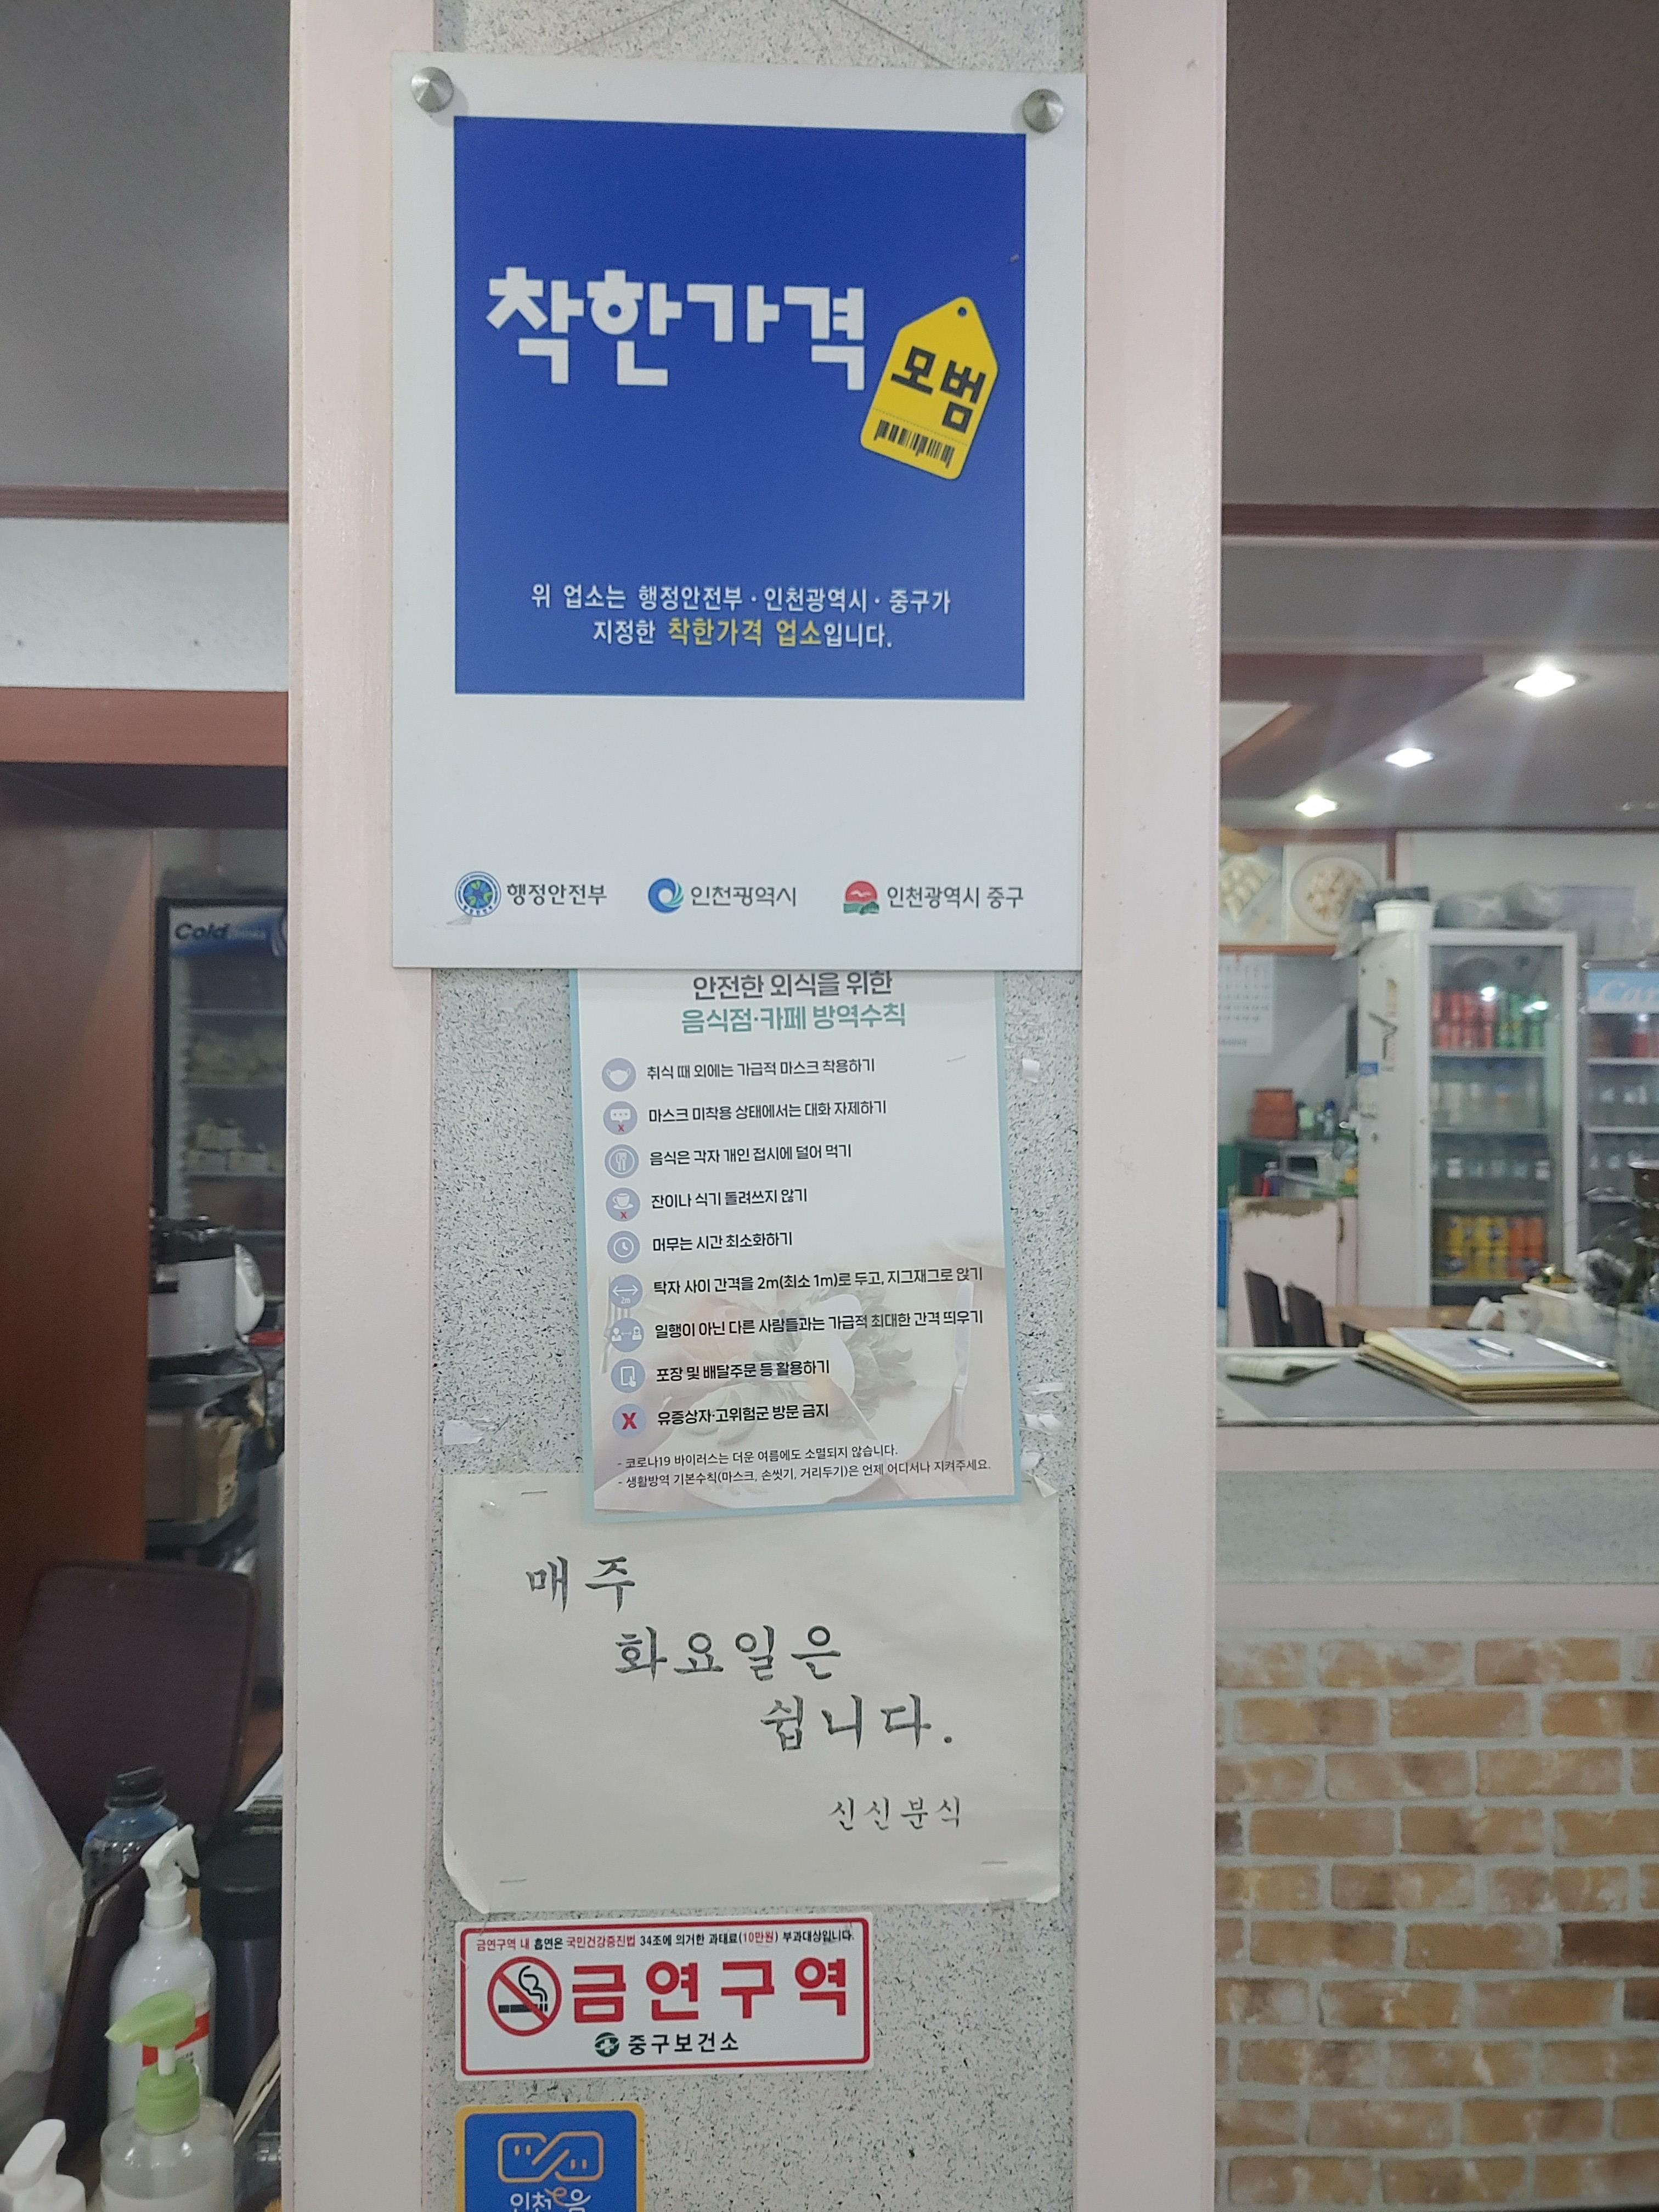 착한가격
모범
위 업소는 행정안전부 · 인천광역시 · 중구가
지정한 착한가격 업소입니다.
행정안전부
인천광역시
인천광역시 중구
안전한 외식을 위한
음식점·카페 방역수칙
취식 때 외에는 가급적 마스크 착용하기
마스크 미착용 상태에서는 대화 자제하기
음식은 각자 개인 접시에 덜어 먹기
잔이나 식기 돌려쓰지 않기
머무는 시간 최소화하기
2m
탁자 사이 간격을 2m(최소 1m)로 두고, 지그재그로 앉기
일행이 아닌 다른 사람들과는 가급적 최대한 간격 띄우기
포장 및 배달주문 등 활용하기
X
유증상자·고위험군 방문 금지
- 코로나19 바이러스는 더운 여름에도 소멸되지 않습니다.
- 생활방역 기본수칙(마스크, 손씻기, 거리두기)은 언제 어디서나 지켜주세요.
매주
화요일은
쉽니다.
신신분식
금연구역 내 흡연은 국민건강증진법 34조에 의거한 과태료(10만원) 부과대상입니다.
금연구역
중구보건소
인천e음
Cold